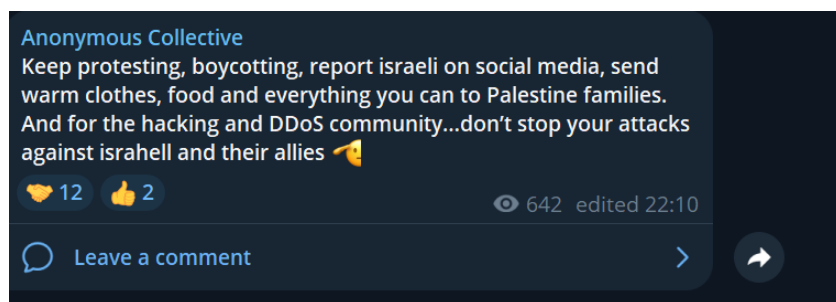 Anonymous Collective
Keep protesting, boycotting, report israeli on social media, send
warm clothes, food and everything you can to Palestine families.
And for the hacking and DDoS community...don't stop your attacks
against israhell and their allies 🫡
🤝 12 👍 2
642 edited 22:10
Leave a comment